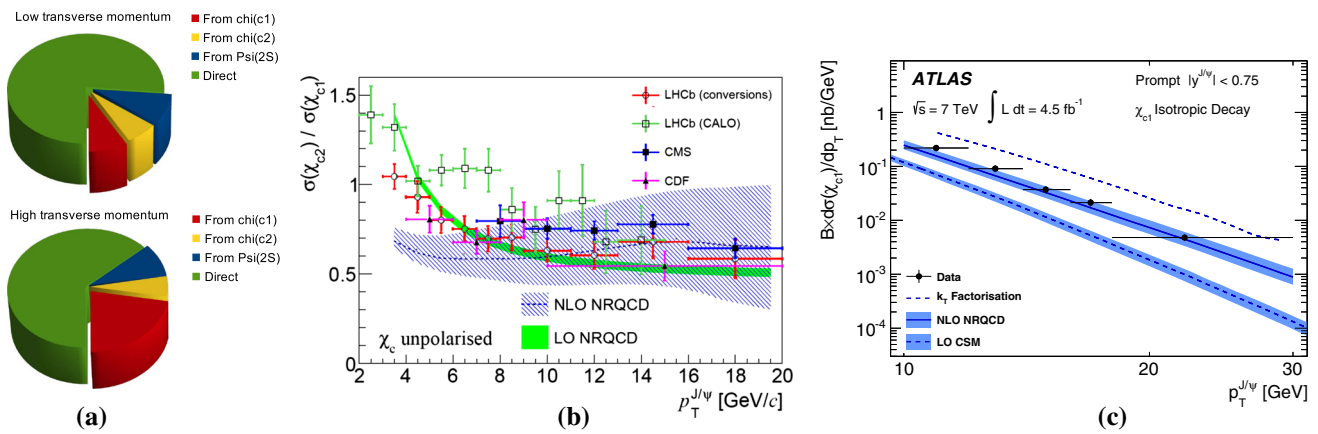 Low transverse momentum
From chi(c1)
From chi(c2)
From Psi(2S)
Direct
High transverse momentum
From chi(c1)
From chi(c2)
From Psi(2S)
Direct
(a)
σ(χc2) / σ(χc1)
1.5
1
0.5
0
LHCb (conversions)
LHCb (CALO)
CMS
CDF
NLO NRQCD
LO NRQCD
χc unpolarised
2 4 6 8 10 12 14 16 18 20
pT J/ψ [GeV/c]
(b)
B×dσ(χc1)/dpT [nb/GeV]
ATLAS
Prompt |y^J/ψ| < 0.75
√s = 7 TeV ∫ L dt = 4.5 fb⁻¹
χc1 Isotropic Decay
1
10⁻¹
10⁻²
10⁻³
10⁻⁴
Data
kT Factorisation
NLO NRQCD
LO CSM
10 20 30
pT J/ψ [GeV]
(c)